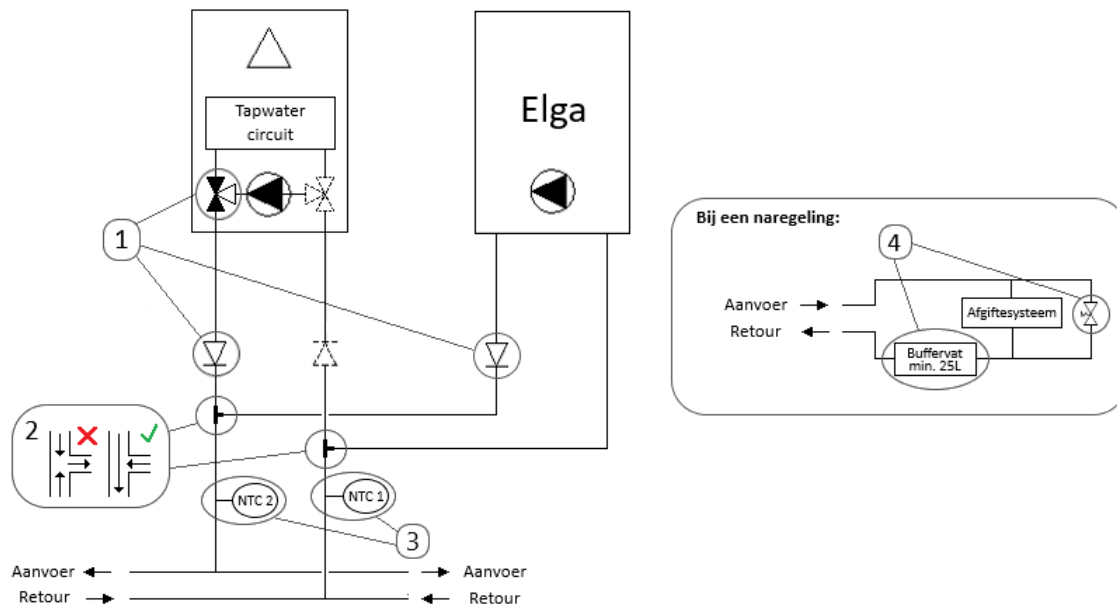 Tapwater
circuit
Elga
1
2
NTC 2
NTC 1
3
Aanvoer
Aanvoer
Retour
Retour
Bij een naregeling:
4
Aanvoer
Afgiftesysteem
Retour
Buffervat
min. 25L